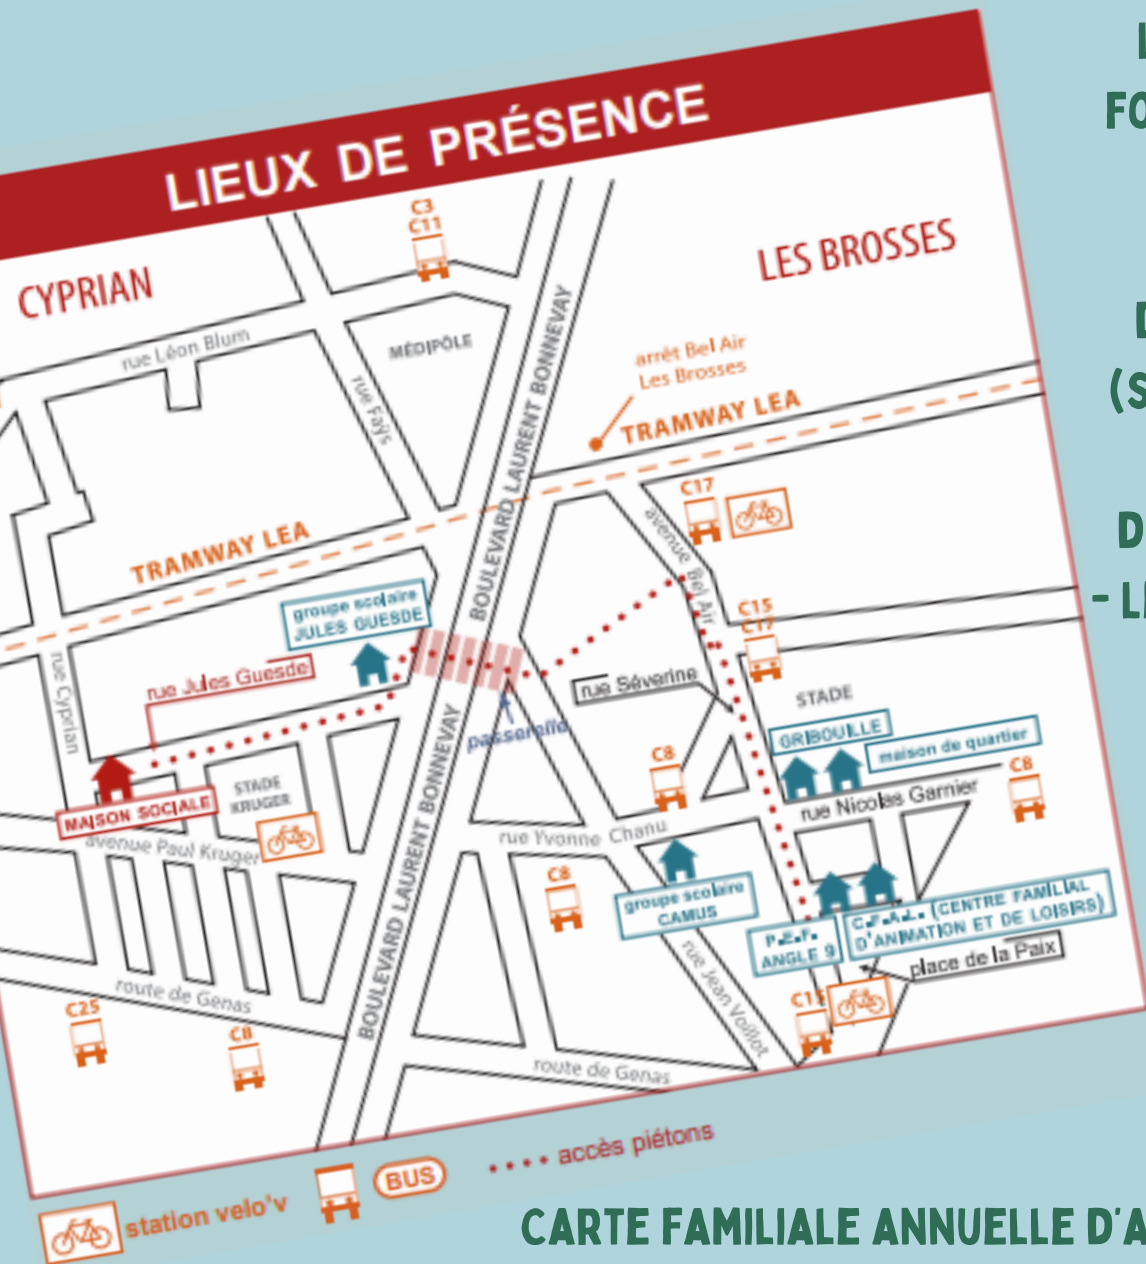 LIEUX DE PRÉSENCE
C3
C11
CYPRIAN
LES BROSSES
rue Léon Blum
MÉDIPÔLE
rue Faÿs
BOULEVARD LAURENT BONNEVAY
arrêt Bel Air
Les Brosses
TRAMWAY LEA
C17
avenue Bel Air
TRAMWAY LEA
groupe scolaire
JULES GUESDE
C15
C17
rue Cyprian
rue Jules Guesde
rue Séverine
STADE
passerelle
GRIBOUILLE
maison de quartier
C8
C8
MAISON SOCIALE
STADE
KRUGER
rue Nicolas Garnier
avenue Paul Kruger
rue Yvonne Chanu
BOULEVARD LAURENT BONNEVAY
C8
groupe scolaire
CAMUS
P.E.F.
ANGLE 9
C.F.A.L. (CENTRE FAMILIAL
D'ANIMATION ET DE LOISIRS)
place de la Paix
rue Jean Voillot
route de Genas
C25
C8
C15
route de Genas
station velo'v
BUS
accès piétons
CARTE FAMILIALE ANNUELLE D'A
FO
(S
D
- L